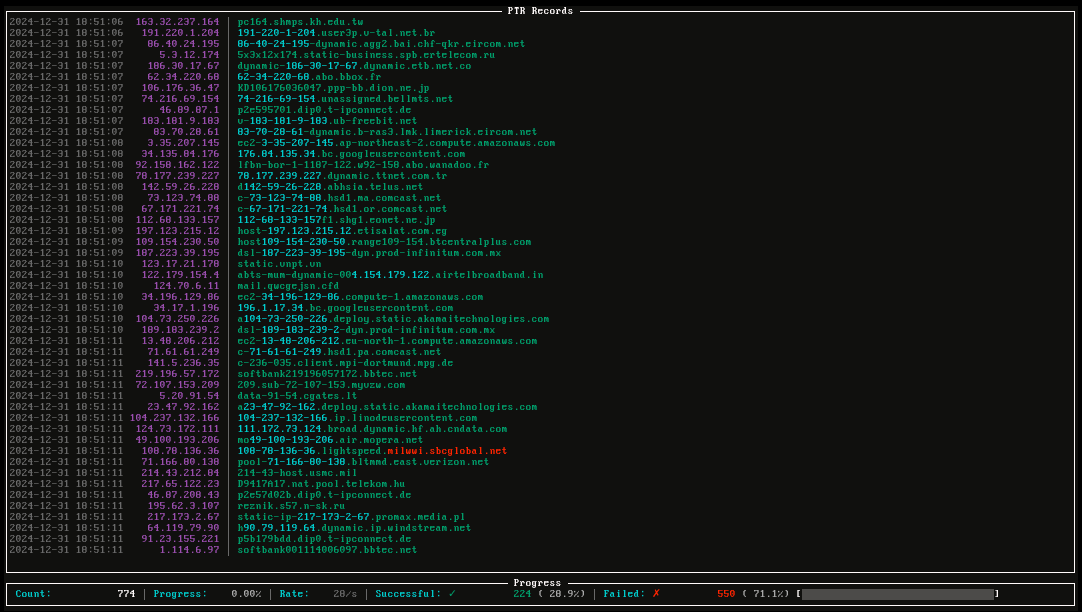 PTR Records
2024-12-31 18:51:06 163.32.237.164 │ pc164.shmps.kh.edu.tw
2024-12-31 18:51:06 191.220.1.204 │ 191-220-1-204.user3p.v-tal.net.br
2024-12-31 18:51:07 86.40.24.195 │ 86-40-24-195-dynamic.agg2.bai.chf-qkr.eircom.net
2024-12-31 18:51:07 5.3.12.174 │ 5x3x12x174.static-business.spb.ertelecom.ru
2024-12-31 18:51:07 186.30.17.67 │ dynamic-186-30-17-67.dynamic.etb.net.co
2024-12-31 18:51:07 62.34.220.68 │ 62-34-220-68.abo.bbox.fr
2024-12-31 18:51:07 106.176.36.47 │ KD106176036047.ppp-bb.dion.ne.jp
2024-12-31 18:51:07 74.216.69.154 │ 74-216-69-154.unassigned.bellmts.net
2024-12-31 18:51:07 46.89.87.1 │ p2e595701.dip0.t-ipconnect.de
2024-12-31 18:51:07 183.181.9.183 │ v-183-181-9-183.ub-freebit.net
2024-12-31 18:51:07 83.70.28.61 │ 83-70-28-61-dynamic.b-ras3.lmk.limerick.eircom.net
2024-12-31 18:51:08 3.35.207.145 │ ec2-3-35-207-145.ap-northeast-2.compute.amazonaws.com
2024-12-31 18:51:08 34.135.84.176 │ 176.84.135.34.bc.googleusercontent.com
2024-12-31 18:51:08 92.158.162.122 │ lfbn-bor-1-1187-122.w92-158.abo.wanadoo.fr
2024-12-31 18:51:08 78.177.239.227 │ 78.177.239.227.dynamic.ttnet.com.tr
2024-12-31 18:51:08 142.59.26.228 │ d142-59-26-228.abhsia.telus.net
2024-12-31 18:51:08 73.123.74.88 │ c-73-123-74-88.hsd1.ma.comcast.net
2024-12-31 18:51:08 67.171.221.74 │ c-67-171-221-74.hsd1.or.comcast.net
2024-12-31 18:51:08 112.68.133.157 │ 112-68-133-157f1.shg1.eonet.ne.jp
2024-12-31 18:51:09 197.123.215.12 │ host-197.123.215.12.etisalat.com.eg
2024-12-31 18:51:09 109.154.230.50 │ host109-154-230-50.range109-154.btcentralplus.com
2024-12-31 18:51:09 187.223.39.195 │ dsl-187-223-39-195-dyn.prod-infinitum.com.mx
2024-12-31 18:51:10 123.17.21.178 │ static.vnpt.vn
2024-12-31 18:51:10 122.179.154.4 │ abts-mum-dynamic-004.154.179.122.airtelbroadband.in
2024-12-31 18:51:10 124.70.6.11 │ mail.qwcgejsn.cfd
2024-12-31 18:51:10 34.196.129.86 │ ec2-34-196-129-86.compute-1.amazonaws.com
2024-12-31 18:51:10 34.17.1.196 │ 196.1.17.34.bc.googleusercontent.com
2024-12-31 18:51:10 104.73.250.226 │ a104-73-250-226.deploy.static.akamaitechnologies.com
2024-12-31 18:51:10 189.183.239.2 │ dsl-189-183-239-2-dyn.prod-infinitum.com.mx
2024-12-31 18:51:11 13.48.206.212 │ ec2-13-48-206-212.eu-north-1.compute.amazonaws.com
2024-12-31 18:51:11 71.61.61.249 │ c-71-61-61-249.hsd1.pa.comcast.net
2024-12-31 18:51:11 141.5.236.35 │ c-236-035.client.mpi-dortmund.mpg.de
2024-12-31 18:51:11 219.196.57.172 │ softbank219196057172.bbtec.net
2024-12-31 18:51:11 72.107.153.209 │ 209.sub-72-107-153.myvzw.com
2024-12-31 18:51:11 5.20.91.54 │ data-91-54.cgates.lt
2024-12-31 18:51:11 23.47.92.162 │ a23-47-92-162.deploy.static.akamaitechnologies.com
2024-12-31 18:51:11 104.237.132.166 │ 104-237-132-166.ip.linodeusercontent.com
2024-12-31 18:51:11 124.73.172.111 │ 111.172.73.124.broad.dynamic.hf.ah.cndata.com
2024-12-31 18:51:11 49.100.193.206 │ mo49-100-193-206.air.mopera.net
2024-12-31 18:51:11 108.78.136.36 │ 108-78-136-36.lightspeed.milwwi.sbcglobal.net
2024-12-31 18:51:11 71.166.80.138 │ pool-71-166-80-138.bltmmd.east.verizon.net
2024-12-31 18:51:11 214.43.212.84 │ 214-43-host.usmc.mil
2024-12-31 18:51:11 217.65.122.23 │ D9417A17.nat.pool.telekom.hu
2024-12-31 18:51:11 46.87.208.43 │ p2e57d02b.dip0.t-ipconnect.de
2024-12-31 18:51:11 195.62.3.107 │ reznik.s57.n-sk.ru
2024-12-31 18:51:11 217.173.2.67 │ static-ip-217-173-2-67.promax.media.pl
2024-12-31 18:51:11 64.119.79.90 │ h90.79.119.64.dynamic.ip.windstream.net
2024-12-31 18:51:11 91.23.155.221 │ p5b179bdd.dip0.t-ipconnect.de
2024-12-31 18:51:11 1.114.6.97 │ softbank001114006097.bbtec.net
Progress
Count: 774 │ Progress: 0.00% │ Rate: 28/s │ Successful: ✓ 224 ( 28.9%) │ Failed: ✗ 550 ( 71.1%) [ ]